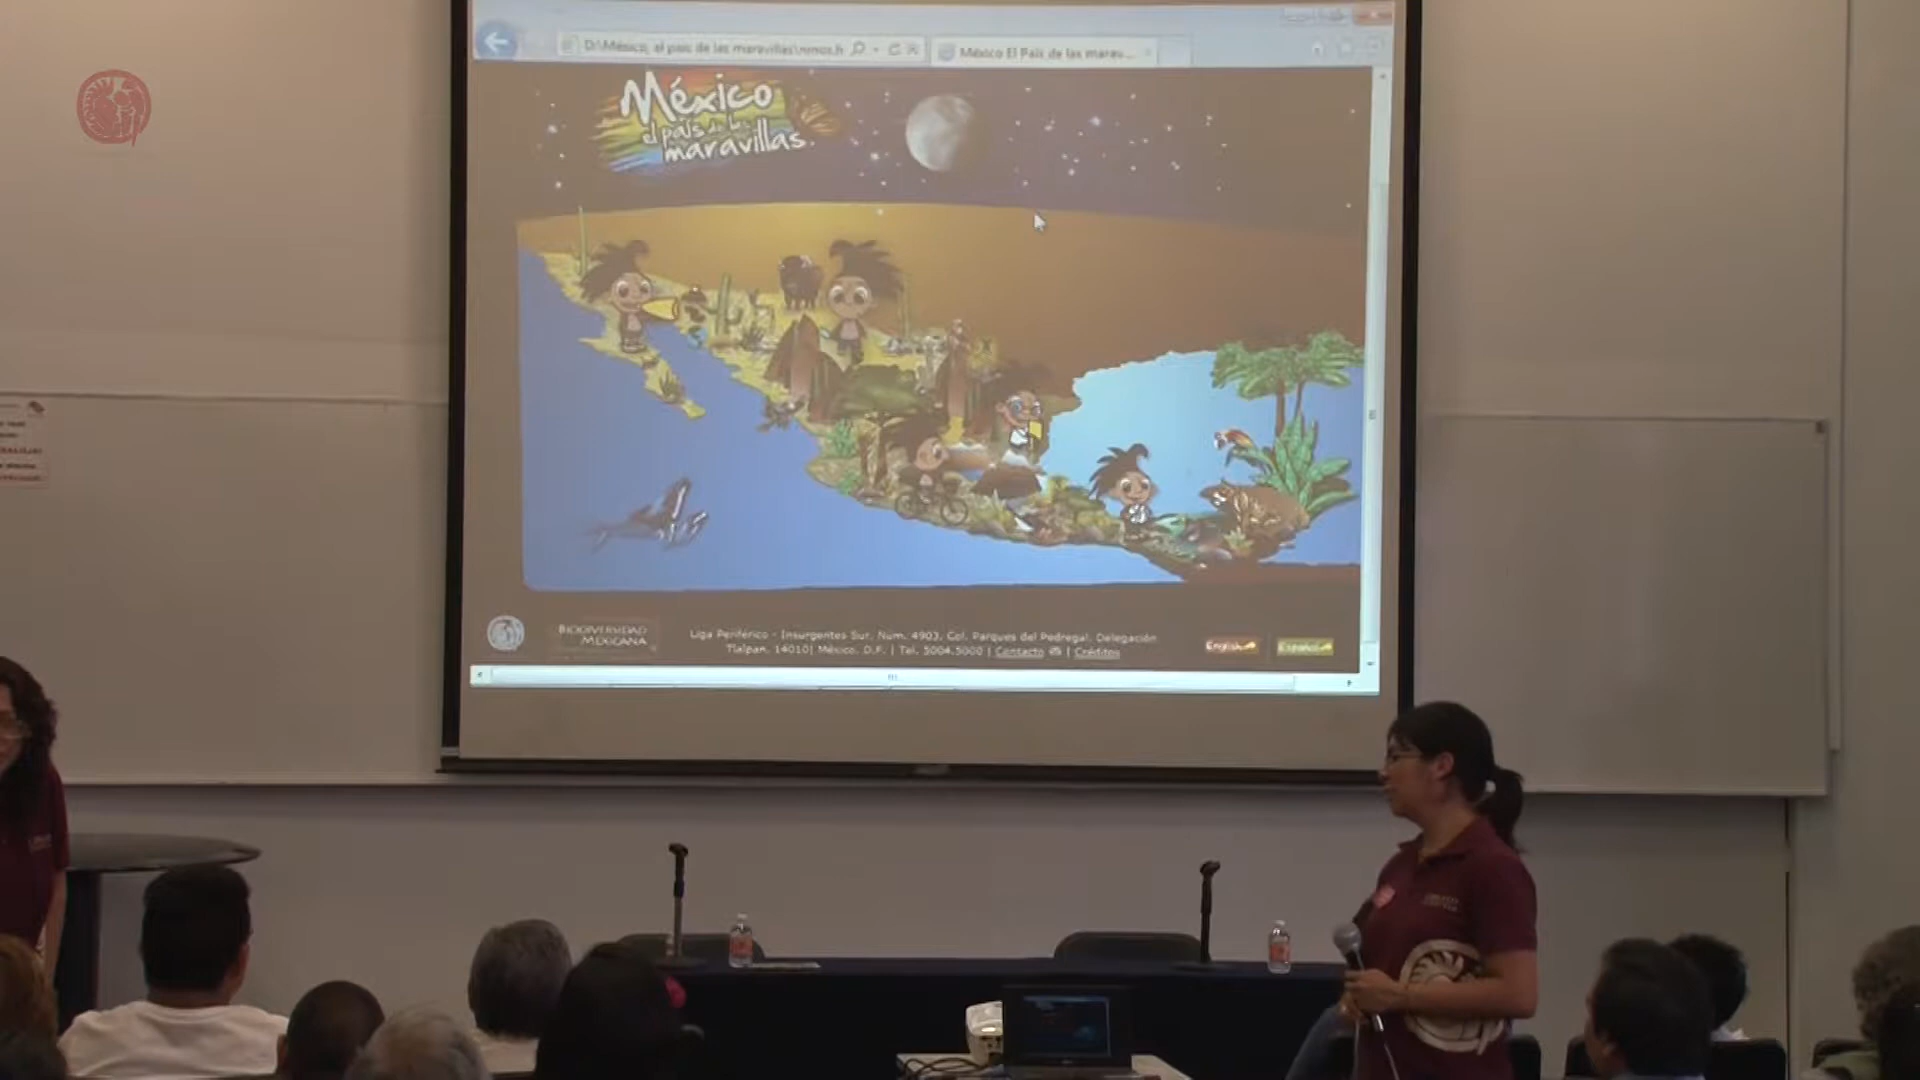 D:\México, el país de las maravillas\ninos.h
México El País de las marav...
México
el país de las
maravillas.
BIODIVERSIDAD
MEXICANA
Liga Periférico - Insurgentes Sur, Núm. 4903, Col. Parques del Pedregal, Delegación
Tlalpan, 14010| México, D.F. | Tel. 5004.5000 | Contacto | Créditos
English
Español